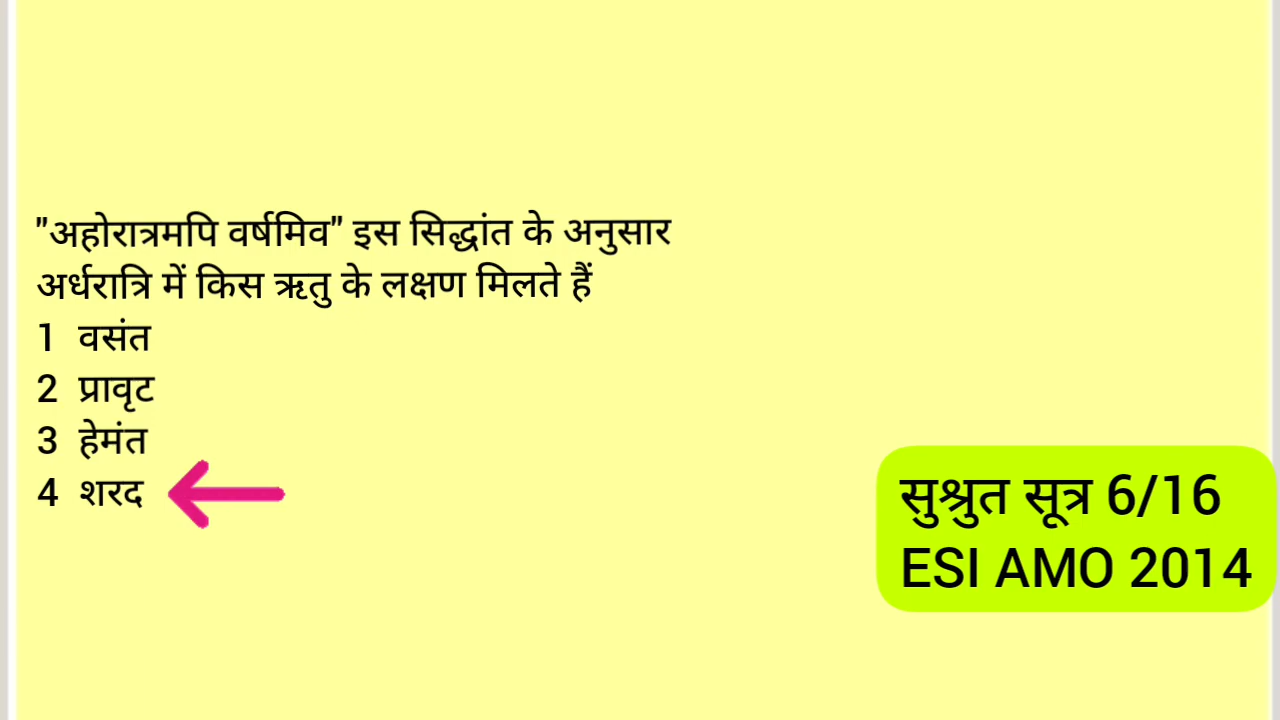 "अहोरात्रमपि वर्षमिव" इस सिद्धांत के अनुसार
अर्धरात्रि में किस ऋतु के लक्षण मिलते हैं
1 वसंत
2 प्रावृट
3 हेमंत
4 शरद
सुश्रुत सूत्र 6/16
ESI AMO 2014